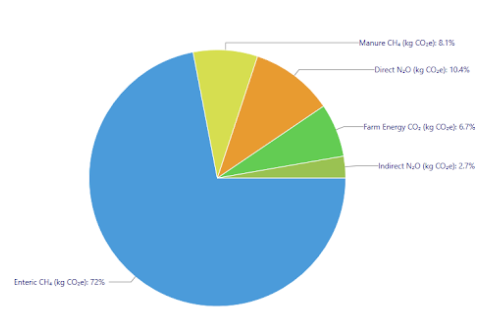 Manure CH₄ (kg CO₂e): 8.1%
Direct N₂O (kg CO₂e): 10.4%
Farm Energy CO₂ (kg CO₂e): 6.7%
Indirect N₂O (kg CO₂e): 2.7%
Enteric CH₄ (kg CO₂e): 72%